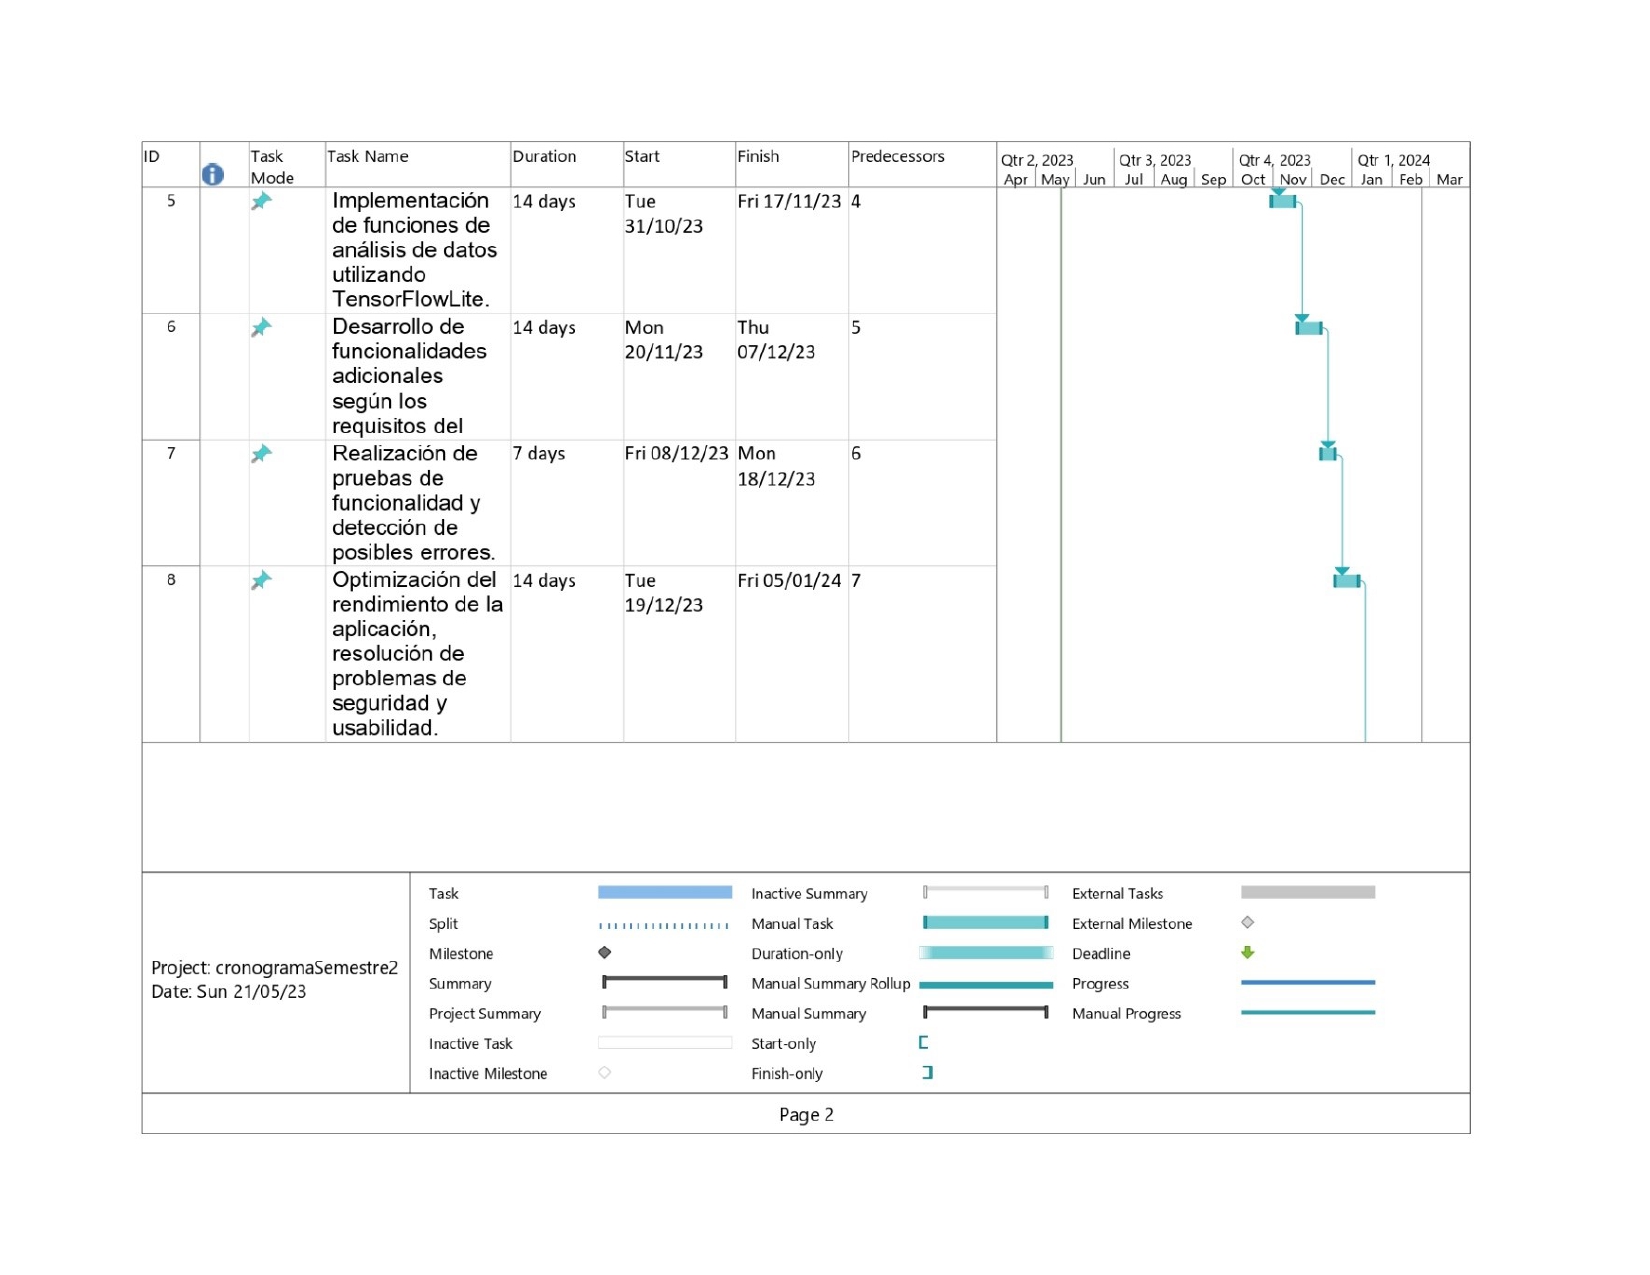 ID
Task Mode
Task Name
Duration
Start
Finish
Predecessors
Qtr 2, 2023
Qtr 3, 2023
Qtr 4, 2023
Qtr 1, 2024
Apr May Jun Jul Aug Sep Oct Nov Dec Jan Feb Mar
5
Implementación
de funciones de
análisis de datos
utilizando
TensorFlowLite.
14 days
Tue
31/10/23
Fri 17/11/23
4
6
Desarrollo de
funcionalidades
adicionales
según los
requisitos del
14 days
Mon
20/11/23
Thu
07/12/23
5
7
Realización de
pruebas de
funcionalidad y
detección de
posibles errores.
7 days
Fri 08/12/23
Mon
18/12/23
6
8
Optimización del
rendimiento de la
aplicación,
resolución de
problemas de
seguridad y
usabilidad.
14 days
Tue
19/12/23
Fri 05/01/24
7
Project: cronogramaSemestre2
Date: Sun 21/05/23
Task
Split
Milestone
Summary
Project Summary
Inactive Task
Inactive Milestone
Inactive Summary
Manual Task
Duration-only
Manual Summary Rollup
Manual Summary
Start-only
Finish-only
External Tasks
External Milestone
Deadline
Progress
Manual Progress
Page 2